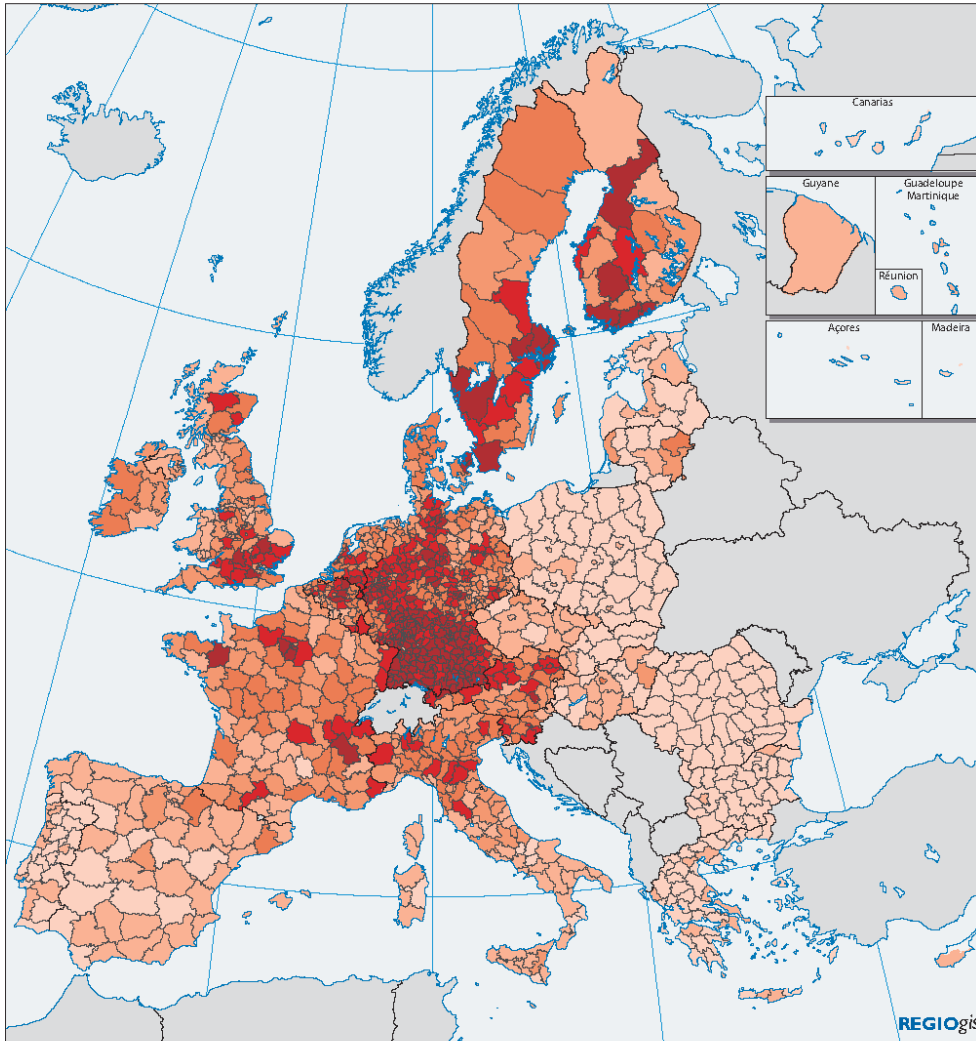 Canarias
Guyane
Guadeloupe
Martinique
Réunion
Açores
Madeira
REGIOgis